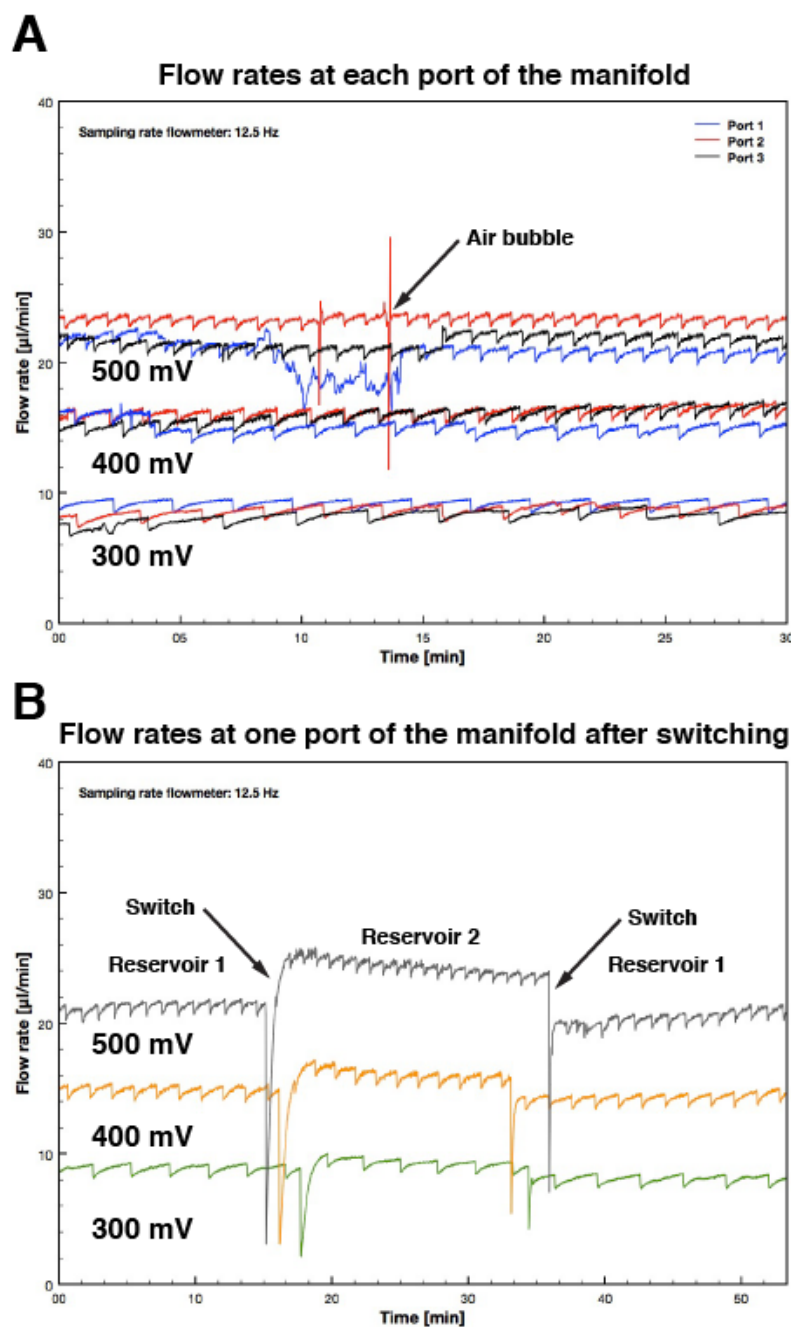 A
Flow rates at each port of the manifold
40
Sampling rate flowmeter: 12.5 Hz
Port 1
Port 2
Port 3
30
Air bubble
Flow rate [µl/min]
20
500 mV
400 mV
10
300 mV
0
00 05 10 15 20 25 30
Time [min]
B
Flow rates at one port of the manifold after switching
40
Sampling rate flowmeter: 12.5 Hz
30
Switch
Switch
Reservoir 2
Reservoir 1
Reservoir 1
Flow rate [µl/min]
20
500 mV
400 mV
10
300 mV
0
00 10 20 30 40 50
Time [min]